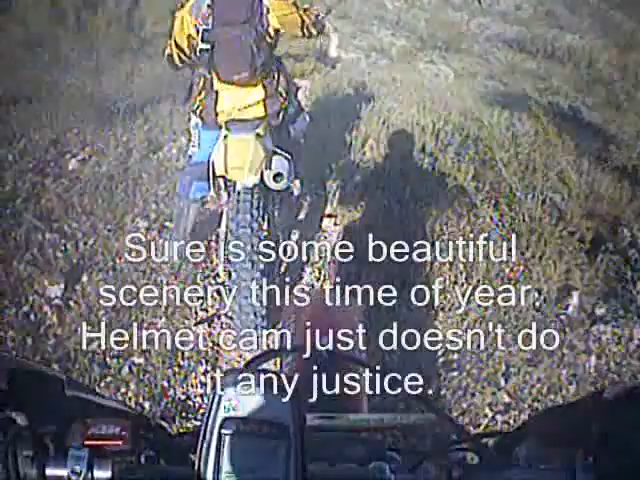 Sure is some beautiful
scenery this time of year.
Helmet cam just doesn't do
it any justice.